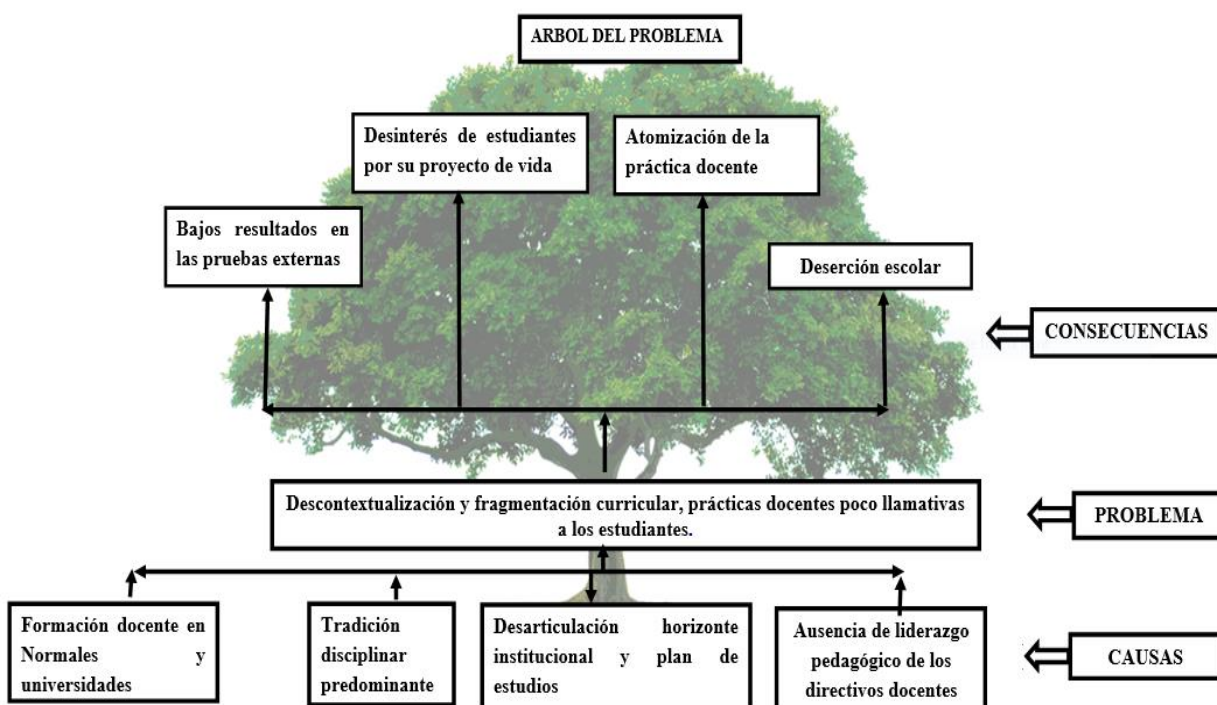 ARBOL DEL PROBLEMA
Desinterés de estudiantes
por su proyecto de vida
Atomización de la
práctica docente
Bajos resultados en
las pruebas externas
Deserción escolar
CONSECUENCIAS
Descontextualización y fragmentación curricular, prácticas docentes poco llamativas
a los estudiantes.
PROBLEMA
Formación docente en
Normales y
universidades
Tradición
disciplinar
predominante
Desarticulación horizonte
institucional y plan de
estudios
Ausencia de liderazgo
pedagógico de los
directivos docentes
CAUSAS